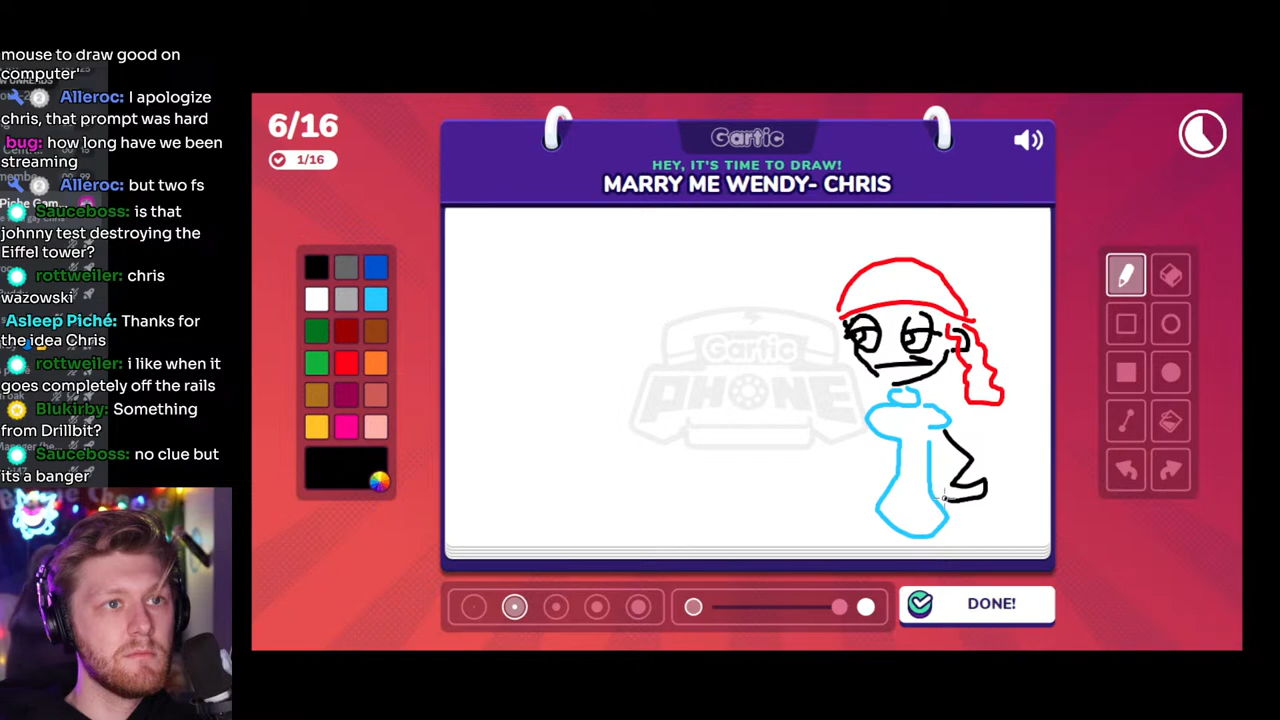 mouse to draw good on
computer'
Alleroc: I apologize
chris, that prompt was hard
bug: how long have we been
streaming
Alleroc: but two fs
Sauceboss: is that
johnny test destroying the
Eiffel tower?
rottweiler: chris
wazowski
Asleep Piché: Thanks for
the idea Chris
rottweiler: i like when it
goes completely off the rails
Blukirby: Something
from Drillbit?
Sauceboss: no clue but
its a banger
6/16
1/16
Gartic
HEY, IT'S TIME TO DRAW!
MARRY ME WENDY- CHRIS
Gartic
PHONE
DONE!